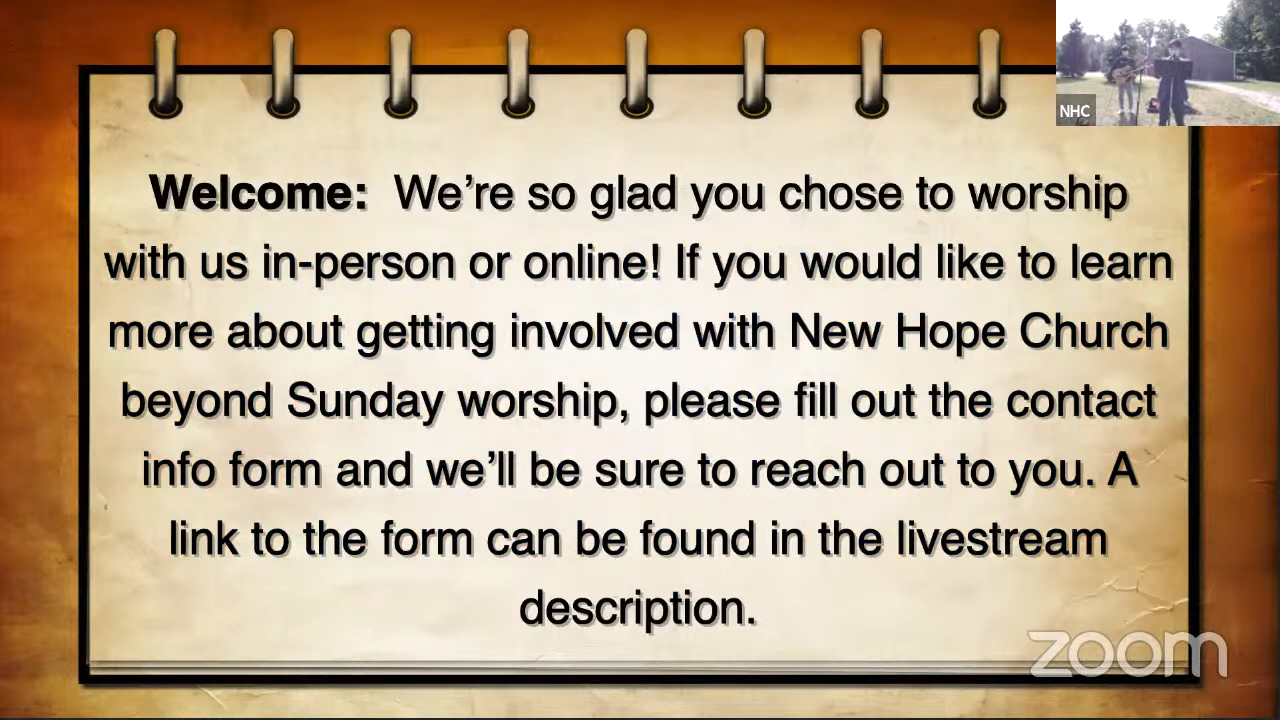 NHC
Welcome: We’re so glad you chose to worship
with us in-person or online! If you would like to learn
more about getting involved with New Hope Church
beyond Sunday worship, please fill out the contact
info form and we’ll be sure to reach out to you. A
link to the form can be found in the livestream
description.
zoom